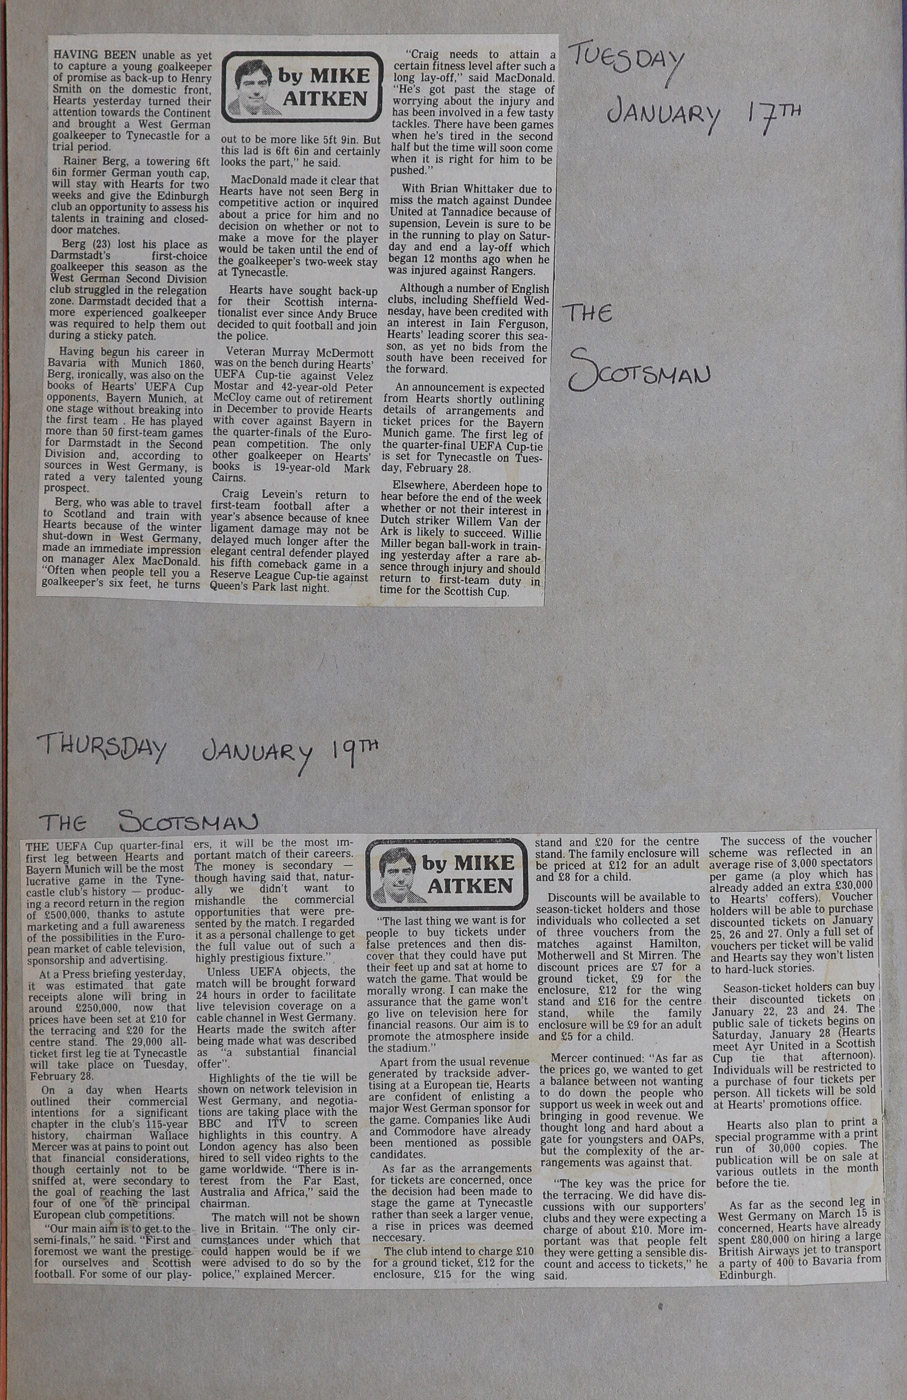 TUESDAY
JANUARY 17TH
THE
SCOTSMAN
HAVING BEEN unable as yet
to capture a young goalkeeper
of promise as back-up to Henry
Smith on the domestic front,
Hearts yesterday turned their
attention towards the Continent
and brought a West German
goalkeeper to Tynecastle for a
trial period.
Rainer Berg, a towering 6ft
6in former German youth cap,
will stay with Hearts for two
weeks and give the Edinburgh
club an opportunity to assess his
talents in training and closed-
door matches.
Berg (23) lost his place as
Darmstadt's first-choice
goalkeeper this season as the
West German Second Division
club struggled in the relegation
zone. Darmstadt decided that a
more experienced goalkeeper
was required to help them out
during a sticky patch.
Having begun his career in
Bavaria with Munich 1860,
Berg, ironically, was also on the
books of Hearts' UEFA Cup
opponents, Bayern Munich, at
one stage without breaking into
the first team . He has played
more than 50 first-team games
for Darmstadt in the Second
Division and, according to
sources in West Germany, is
rated a very talented young
prospect.
Berg, who was able to travel
to Scotland and train with
Hearts because of the winter
shut-down in West Germany,
made an immediate impression
on manager Alex MacDonald.
"Often when people tell you a
goalkeeper's six feet, he turns
by MIKE
AITKEN
out to be more like 5ft 9in. But
this lad is 6ft 6in and certainly
looks the part," he said.
MacDonald made it clear that
Hearts have not seen Berg in
competitive action or inquired
about a price for him and no
decision on whether or not to
make a move for the player
would be taken until the end of
the goalkeeper's two-week stay
at Tynecastle.
Hearts have sought back-up
for their Scottish interna-
tionalist ever since Andy Bruce
decided to quit football and join
the police.
Veteran Murray McDermott
was on the bench during Hearts'
UEFA Cup-tie against Velez
Mostar and 42-year-old Peter
McCloy came out of retirement
in December to provide Hearts
with cover against Bayern in
the quarter-finals of the Euro-
pean competition. The only
other goalkeeper on Hearts'
books is 19-year-old Mark
Cairns.
Craig Levein's return to
first-team football after a
year's absence because of knee
ligament damage may not be
delayed much longer after the
elegant central defender played
his fifth comeback game in a
Reserve League Cup-tie against
Queen's Park last night.
"Craig needs to attain a
certain fitness level after such a
long lay-off," said MacDonald.
"He's got past the stage of
worrying about the injury and
has been involved in a few tasty
tackles. There have been games
when he's tired in the second
half but the time will soon come
when it is right for him to be
pushed."
With Brian Whittaker due to
miss the match against Dundee
United at Tannadice because of
supension, Levein is sure to be
in the running to play on Satur-
day and end a lay-off which
began 12 months ago when he
was injured against Rangers.
Although a number of English
clubs, including Sheffield Wed-
nesday, have been credited with
an interest in Iain Ferguson,
Hearts' leading scorer this sea-
son, as yet no bids from the
south have been received for
the forward.
An announcement is expected
from Hearts shortly outlining
details of arrangements and
ticket prices for the Bayern
Munich game. The first leg of
the quarter-final UEFA Cup-tie
is set for Tynecastle on Tues-
day, February 28.
Elsewhere, Aberdeen hope to
hear before the end of the week
whether or not their interest in
Dutch striker Willem Van der
Ark is likely to succeed. Willie
Miller began ball-work in train-
ing yesterday after a rare ab-
sence through injury and should
return to first-team duty in
time for the Scottish Cup.
THURSDAY JANUARY 19TH
THE SCOTSMAN
THE UEFA Cup quarter-final
first leg between Hearts and
Bayern Munich will be the most
lucrative game in the Tyne-
castle club's history — produc-
ing a record return in the region
of £500,000, thanks to astute
marketing and a full awareness
of the possibilities in the Euro-
pean market of cable television,
sponsorship and advertising.
At a Press briefing yesterday,
it was estimated that gate
receipts alone will bring in
around £250,000, now that
prices have been set at £10 for
the terracing and £20 for the
centre stand. The 29,000 all-
ticket first leg tie at Tynecastle
will take place on Tuesday,
February 28.
On a day when Hearts
outlined their commercial
intentions for a significant
chapter in the club's 115-year
history, chairman Wallace
Mercer was at pains to point out
that financial considerations,
though certainly not to be
sniffed at, were secondary to
the goal of reaching the last
four of one of the principal
European club competitions.
"Our main aim is to get to the
semi-finals," he said. "First and
foremost we want the prestige
for ourselves and Scottish
football. For some of our play-
ers, it will be the most im-
portant match of their careers.
The money is secondary —
though having said that, natur-
ally we didn't want to
mishandle the commercial
opportunities that were pre-
sented by the match. I regarded
it as a personal challenge to get
the full value out of such a
highly prestigious fixture."
Unless UEFA objects, the
match will be brought forward
24 hours in order to facilitate
live television coverage on a
cable channel in West Germany.
Hearts made the switch after
being made what was described
as "a substantial financial
offer".
Highlights of the tie will be
shown on network television in
West Germany, and negotia-
tions are taking place with the
BBC and ITV to screen
highlights in this country. A
London agency has also been
hired to sell video rights to the
game worldwide. "There is in-
terest from the Far East,
Australia and Africa," said the
chairman.
The match will not be shown
live in Britain. "The only cir-
cumstances under which that
could happen would be if we
were advised to do so by the
police," explained Mercer.
by MIKE
AITKEN
"The last thing we want is for
people to buy tickets under
false pretences and then dis-
cover that they could have put
their feet up and sat at home to
watch the game. That would be
morally wrong. I can make the
assurance that the game won't
go live on television here for
financial reasons. Our aim is to
promote the atmosphere inside
the stadium."
Apart from the usual revenue
generated by trackside adver-
tising at a European tie, Hearts
are confident of enlisting a
major West German sponsor for
the game. Companies like Audi
and Commodore have already
been mentioned as possible
candidates.
As far as the arrangements
for tickets are concerned, once
the decision had been made to
stage the game at Tynecastle
rather than seek a larger venue,
a rise in prices was deemed
neccesary.
The club intend to charge £10
for a ground ticket, £12 for the
enclosure, £15 for the wing
stand and £20 for the centre
stand. The family enclosure will
be priced at £12 for an adult
and £8 for a child.
Discounts will be available to
season-ticket holders and those
individuals who collected a set
of three vouchers from the
matches against Hamilton,
Motherwell and St Mirren. The
discount prices are £7 for a
ground ticket, £9 for the
enclosure, £12 for the wing
stand and £16 for the centre
stand, while the family
enclosure will be £9 for an adult
and £5 for a child.
Mercer continued: "As far as
the prices go, we wanted to get
a balance between not wanting
to do down the people who
support us week in week out and
bringing in good revenue. We
thought long and hard about a
gate for youngsters and OAPs,
but the complexity of the ar-
rangements was against that.
"The key was the price for
the terracing. We did have dis-
cussions with our supporters'
clubs and they were expecting a
charge of about £10. More im-
portant was that people felt
they were getting a sensible dis-
count and access to tickets," he
said.
The success of the voucher
scheme was reflected in an
average rise of 3,000 spectators
per game (a ploy which has
already added an extra £30,000
to Hearts' coffers). Voucher
holders will be able to purchase
discounted tickets on January
25, 26 and 27. Only a full set of
vouchers per ticket will be valid
and Hearts say they won't listen
to hard-luck stories.
Season-ticket holders can buy
their discounted tickets on
January 22, 23 and 24. The
public sale of tickets begins on
Saturday, January 28 (Hearts
meet Ayr United in a Scottish
Cup tie that afternoon).
Individuals will be restricted to
a purchase of four tickets per
person. All tickets will be sold
at Hearts' promotions office.
Hearts also plan to print a
special programme with a print
run of 30,000 copies. The
publication will be on sale at
various outlets in the month
before the tie.
As far as the second leg in
West Germany on March 15 is
concerned, Hearts have already
spent £80,000 on hiring a large
British Airways jet to transport
a party of 400 to Bavaria from
Edinburgh.